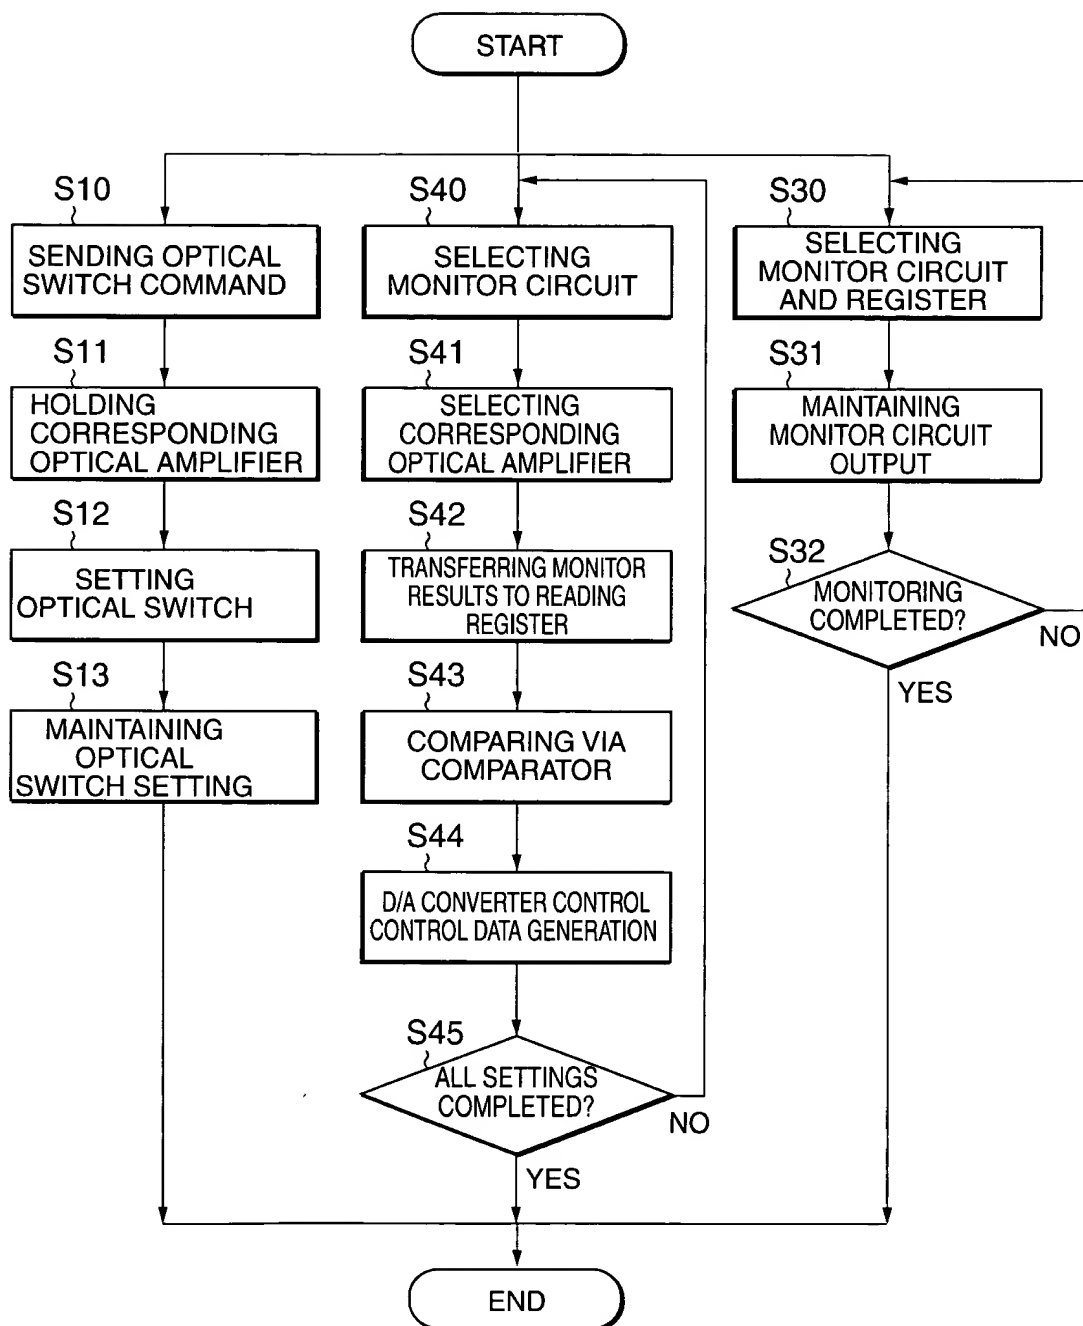 START
S10
SENDING OPTICAL
SWITCH COMMAND
S11
HOLDING
CORRESPONDING
OPTICAL AMPLIFIER
S12
SETTING
OPTICAL SWITCH
S13
MAINTAINING
OPTICAL
SWITCH SETTING
S40
SELECTING
MONITOR CIRCUIT
S41
SELECTING
CORRESPONDING
OPTICAL AMPLIFIER
S42
TRANSFERRING MONITOR
RESULTS TO READING
REGISTER
S43
COMPARING VIA
COMPARATOR
S44
D/A CONVERTER CONTROL
CONTROL DATA GENERATION
S45
ALL SETTINGS
COMPLETED?
NO
YES
S30
SELECTING
MONITOR CIRCUIT
AND REGISTER
S31
MAINTAINING
MONITOR CIRCUIT
OUTPUT
S32
MONITORING
COMPLETED?
NO
YES
END